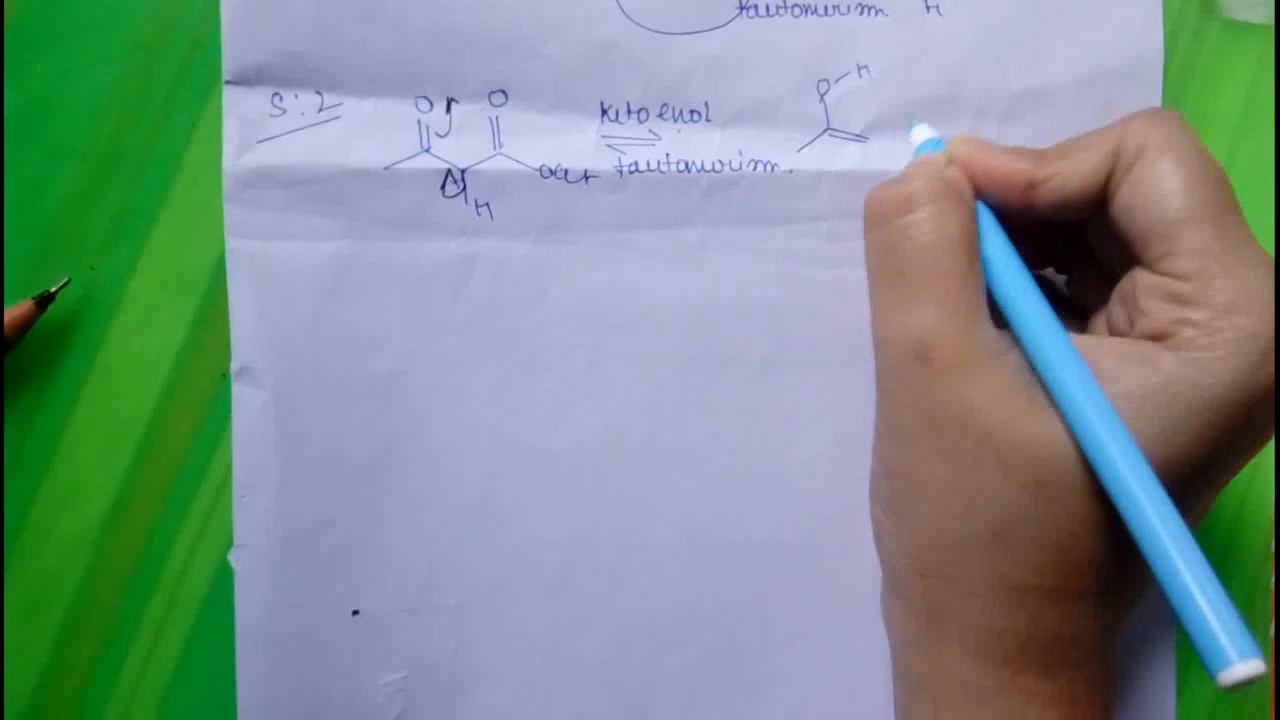 tautomerism. H
S:2
O O
Keto enol
O H
OEt
tautomerism.
H